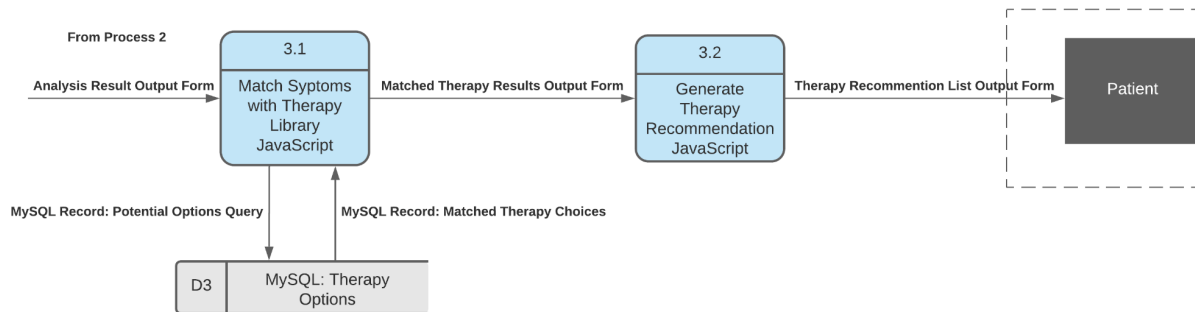 From Process 2
Analysis Result Output Form
3.1
Match Syptoms
with Therapy
Library
JavaScript
Matched Therapy Results Output Form
3.2
Generate
Therapy
Recommendation
JavaScript
Therapy Recommention List Output Form
Patient
MySQL Record: Potential Options Query
MySQL Record: Matched Therapy Choices
D3
MySQL: Therapy
Options